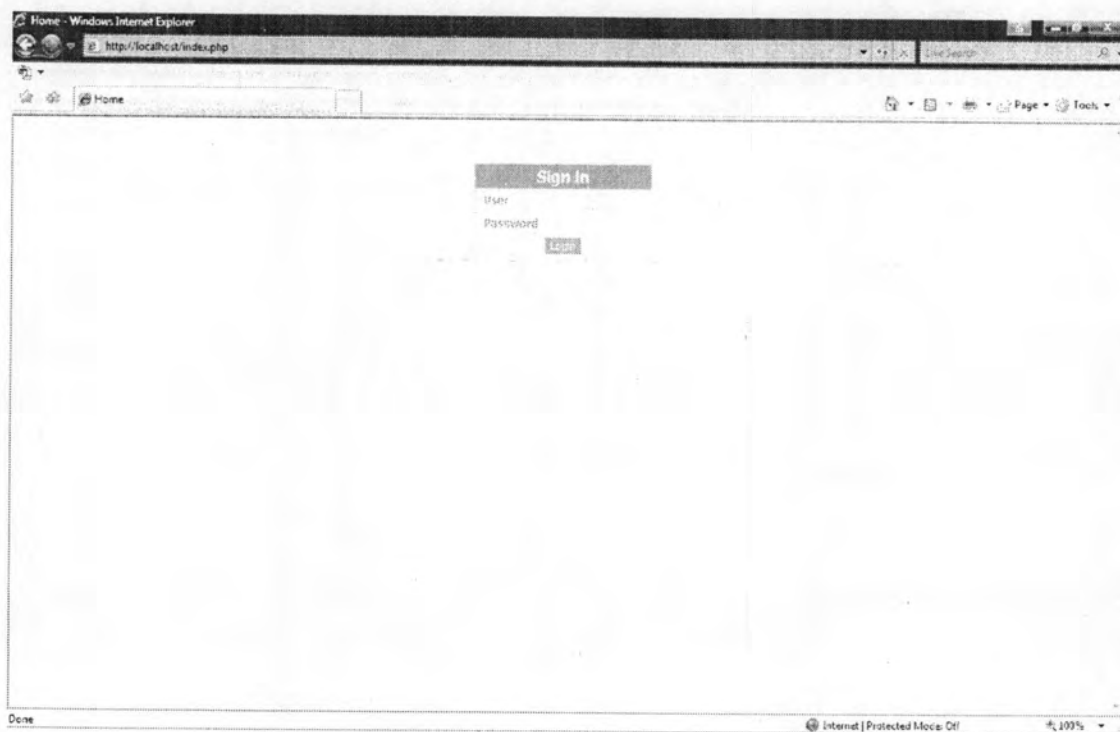 Home - Windows Internet Explorer
http://localhost/index.php
Live Search
Home
Page
Tools
Sign In
User
Password
Login
Done
Internet | Protected Mode: Off
100%